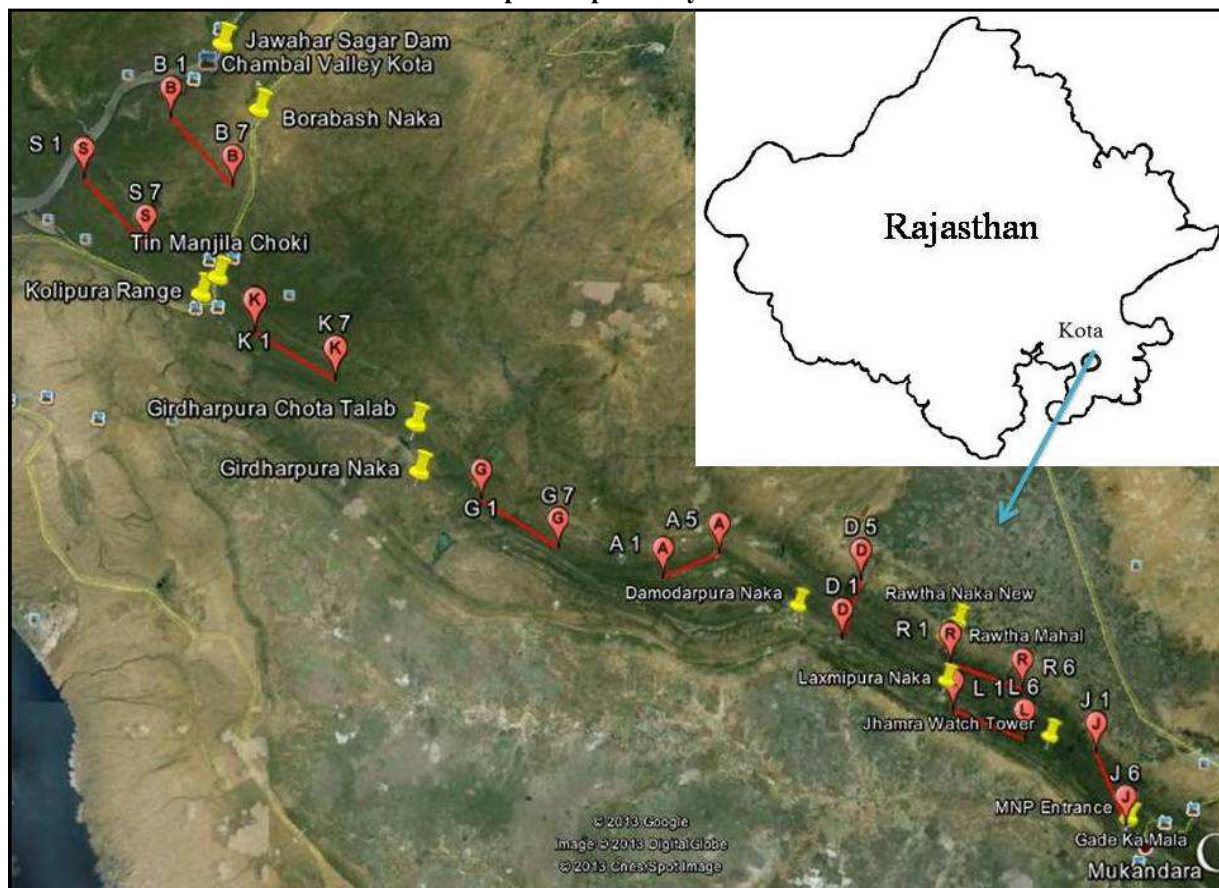 Jawahar Sagar Dam
Chambal Valley Kota
B 1
B
Borabash Naka
B 7
B
S 1
S
S 7
S
Tin Manjila Choki
Kolipura Range
K
K 1
K 7
K
Girdharpura Chota Talab
Girdharpura Naka
G
G 1
G 7
G
A 1
A
A 5
A
Damodarpura Naka
D 5
D
D 1
D
Rawtha Naka New
R 1
R
Rawtha Mahal
R
R 6
Laxmipura Naka
L 1
L 6
L
Jhamra Watch Tower
J 1
J
J 6
J
MNP Entrance
Gade Ka Mala
Mukandara
© 2013 Google
Image © 2013 DigitalGlobe
© 2013 Cnes/Spot Image
Rajasthan
Kota